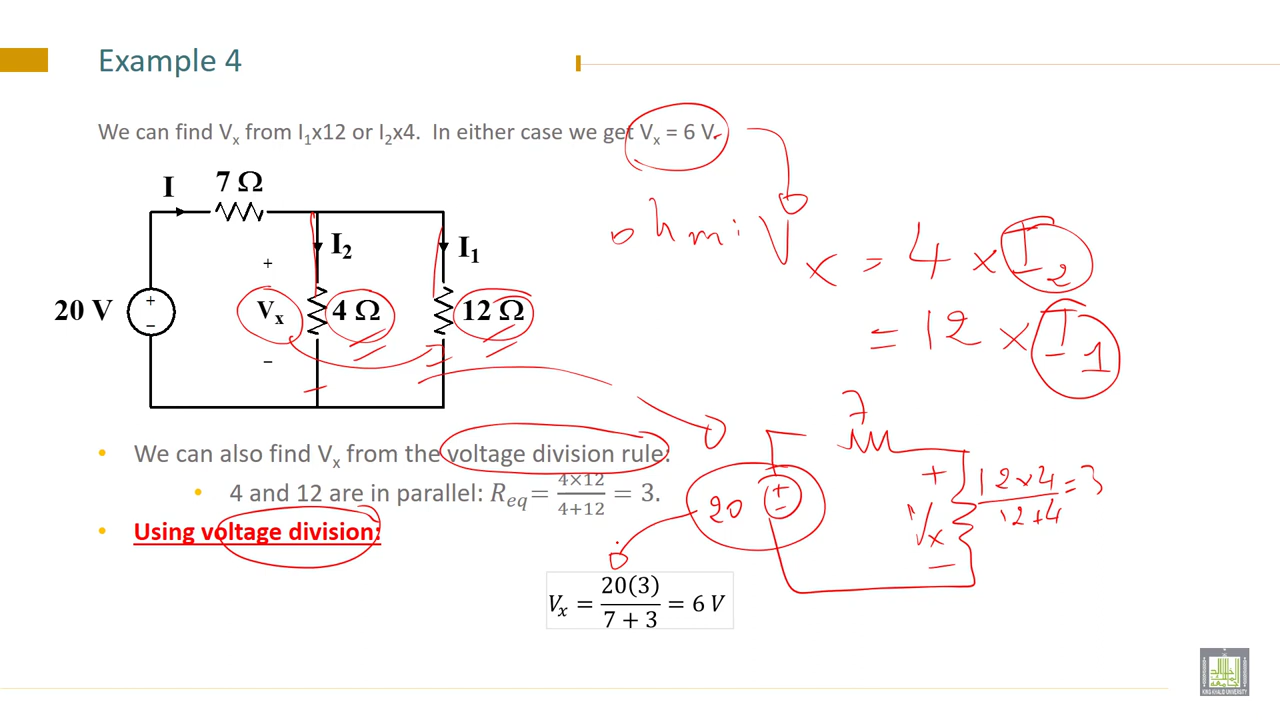 Example 4
We can find Vx from I1x12 or I2x4. In either case we get Vx = 6 V.
ohm: Vx = 4 × I2
= 12 × I1
I 7 Ω
I2 I1
+
20 V + − Vx 4 Ω 12 Ω
−
7
We can also find Vx from the voltage division rule:
4 and 12 are in parallel: Req = 4×12/4+12 = 3.
20 + − + Vx − 12×4/12+4 = 3
Using voltage division:
Vx = 20(3)/7 + 3 = 6 V
KING KHALID UNIVERSITY